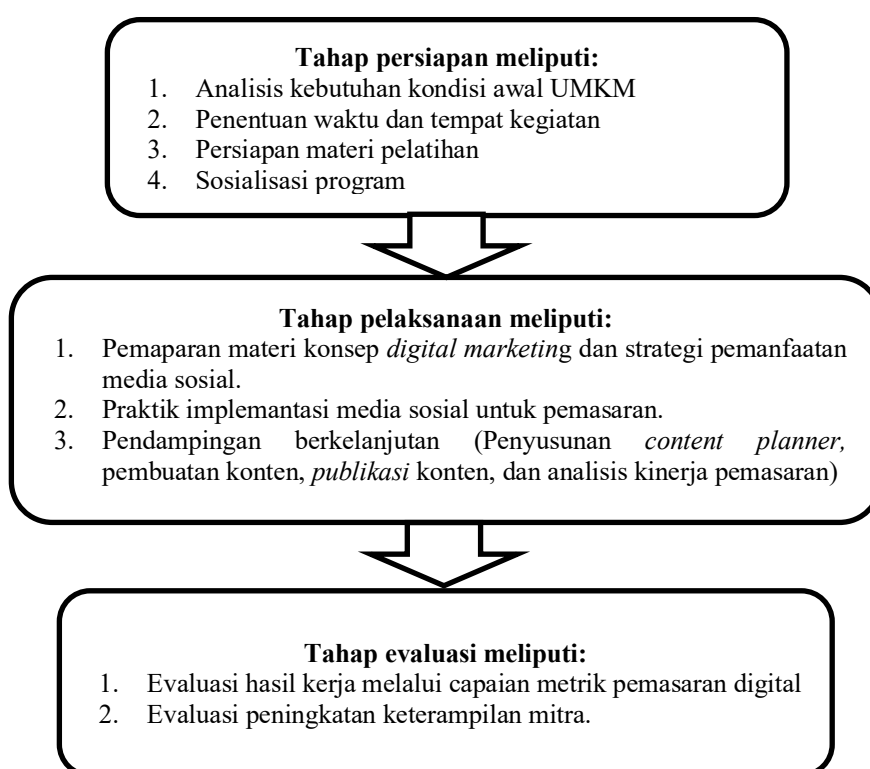 Tahap persiapan meliputi:
1. Analisis kebutuhan kondisi awal UMKM
2. Penentuan waktu dan tempat kegiatan
3. Persiapan materi pelatihan
4. Sosialisasi program
Tahap pelaksanaan meliputi:
1. Pemaparan materi konsep digital marketing dan strategi pemanfaatan
media sosial.
2. Praktik implemantasi media sosial untuk pemasaran.
3. Pendampingan berkelanjutan (Penyusunan content planner,
pembuatan konten, publikasi konten, dan analisis kinerja pemasaran)
Tahap evaluasi meliputi:
1. Evaluasi hasil kerja melalui capaian metrik pemasaran digital
2. Evaluasi peningkatan keterampilan mitra.